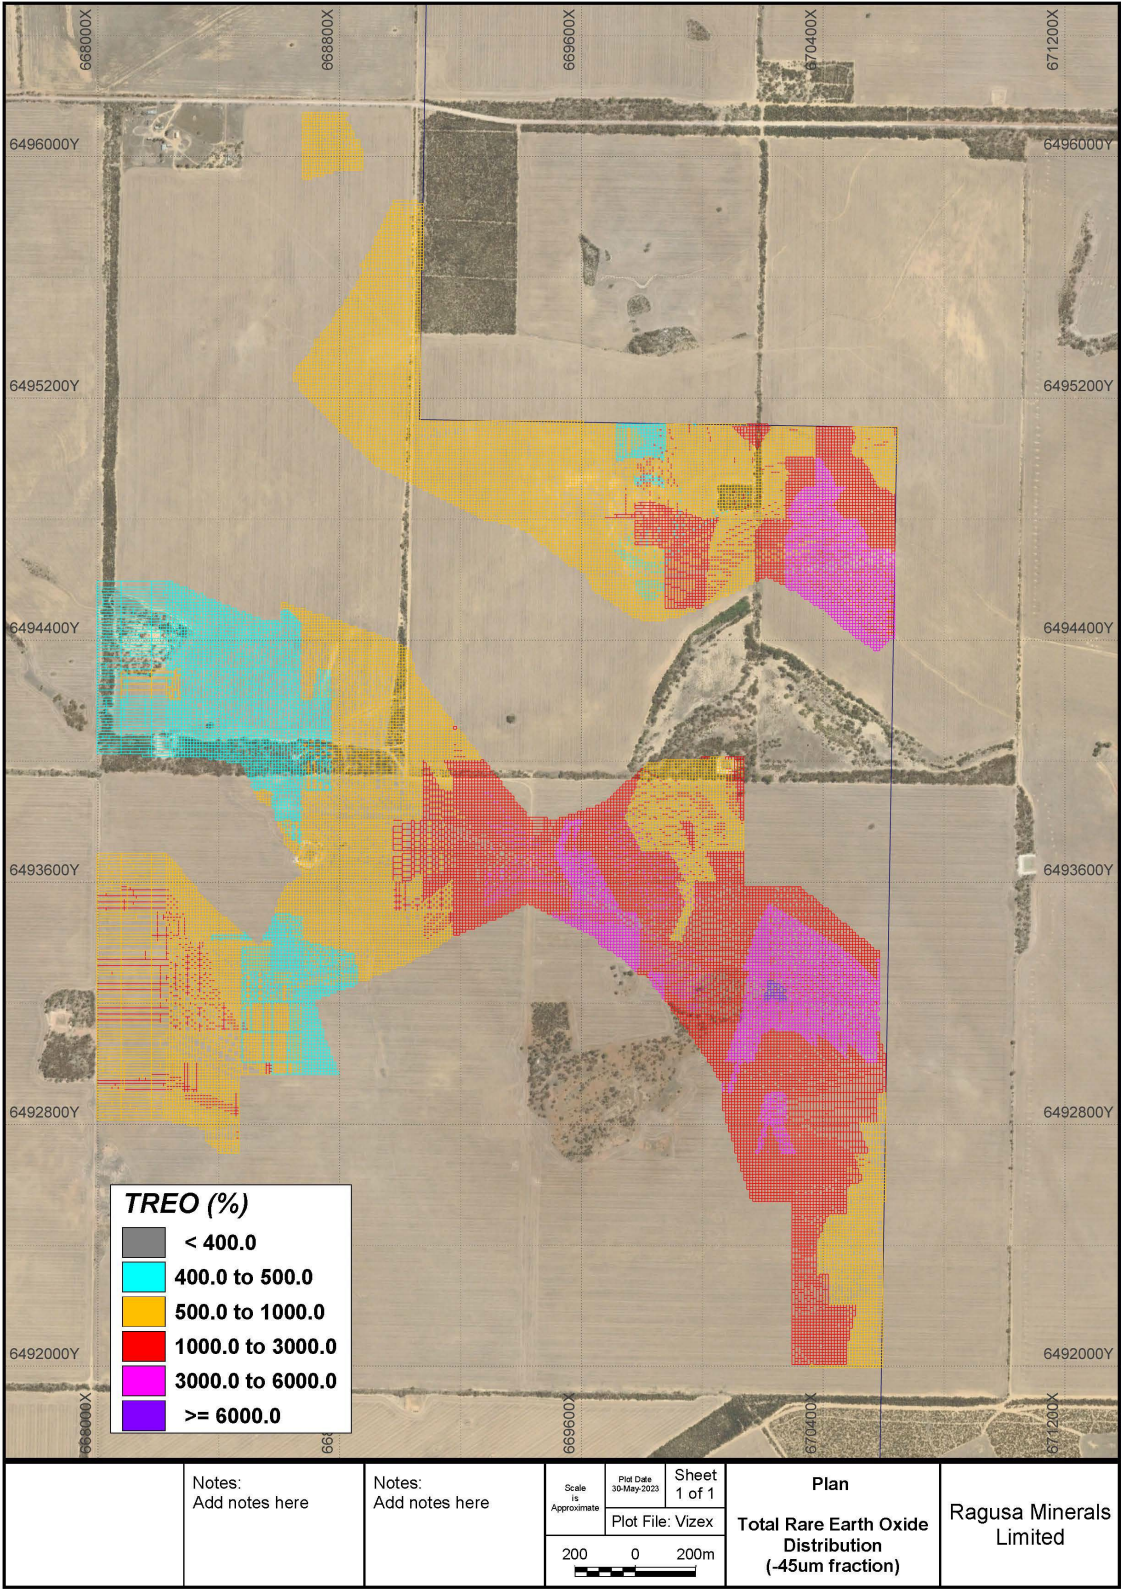 668000X
668800X
669600X
670400X
671200X
6496000Y
6496000Y
6495200Y
6495200Y
6494400Y
6494400Y
6493600Y
6493600Y
6492800Y
6492800Y
6492000Y
6492000Y
TREO (%)
< 400.0
400.0 to 500.0
500.0 to 1000.0
1000.0 to 3000.0
3000.0 to 6000.0
>= 6000.0
668000X
668
669600X
670400X
671200X
Notes:
Add notes here
Notes:
Add notes here
Scale
is
Approximate
Plot Date
30-May-2023
Sheet
1 of 1
Plot File: Vizex
200 0 200m
Plan
Total Rare Earth Oxide
Distribution
(-45um fraction)
Ragusa Minerals
Limited